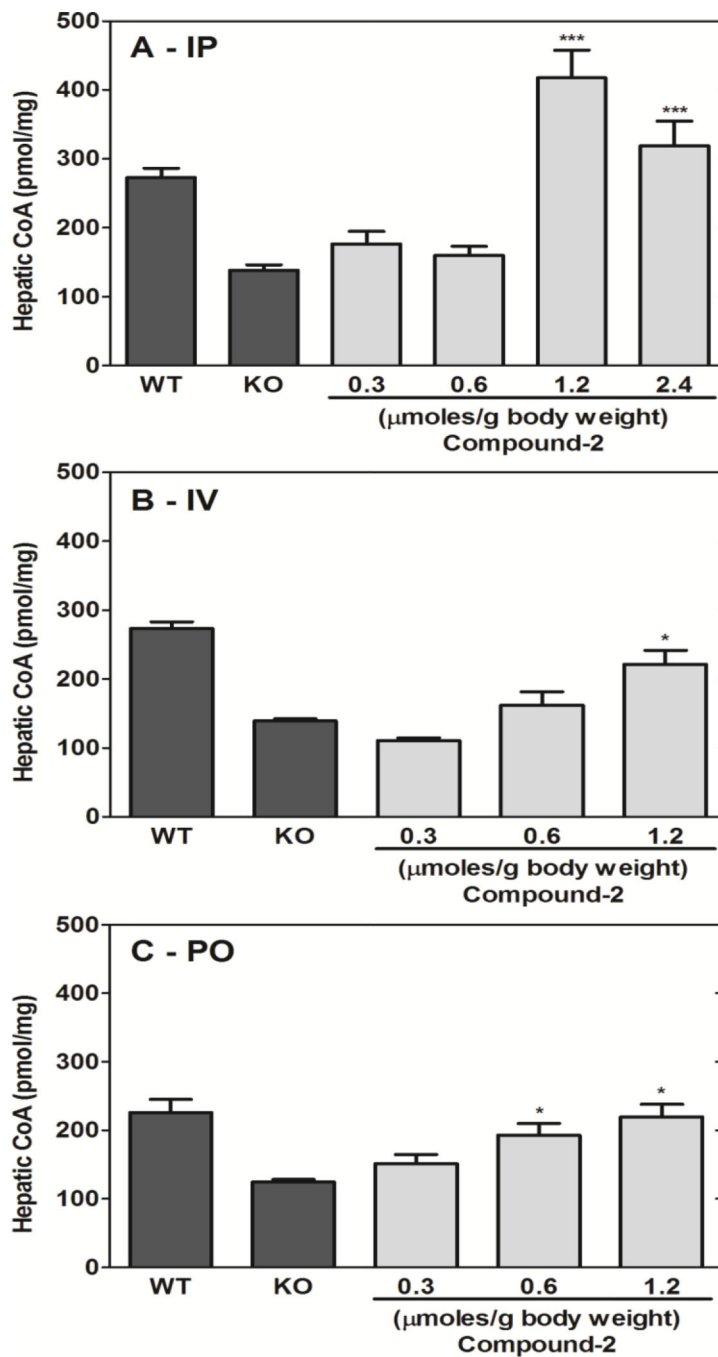 A - IP
Hepatic CoA (pmol/mg)
500
400
300
200
100
0
***
***
WT KO 0.3 0.6 1.2 2.4
(μmoles/g body weight)
Compound-2
B - IV
Hepatic CoA (pmol/mg)
500
400
300
200
100
0
*
WT KO 0.3 0.6 1.2
(μmoles/g body weight)
Compound-2
C - PO
Hepatic CoA (pmol/mg)
500
400
300
200
100
0
*
*
WT KO 0.3 0.6 1.2
(μmoles/g body weight)
Compound-2